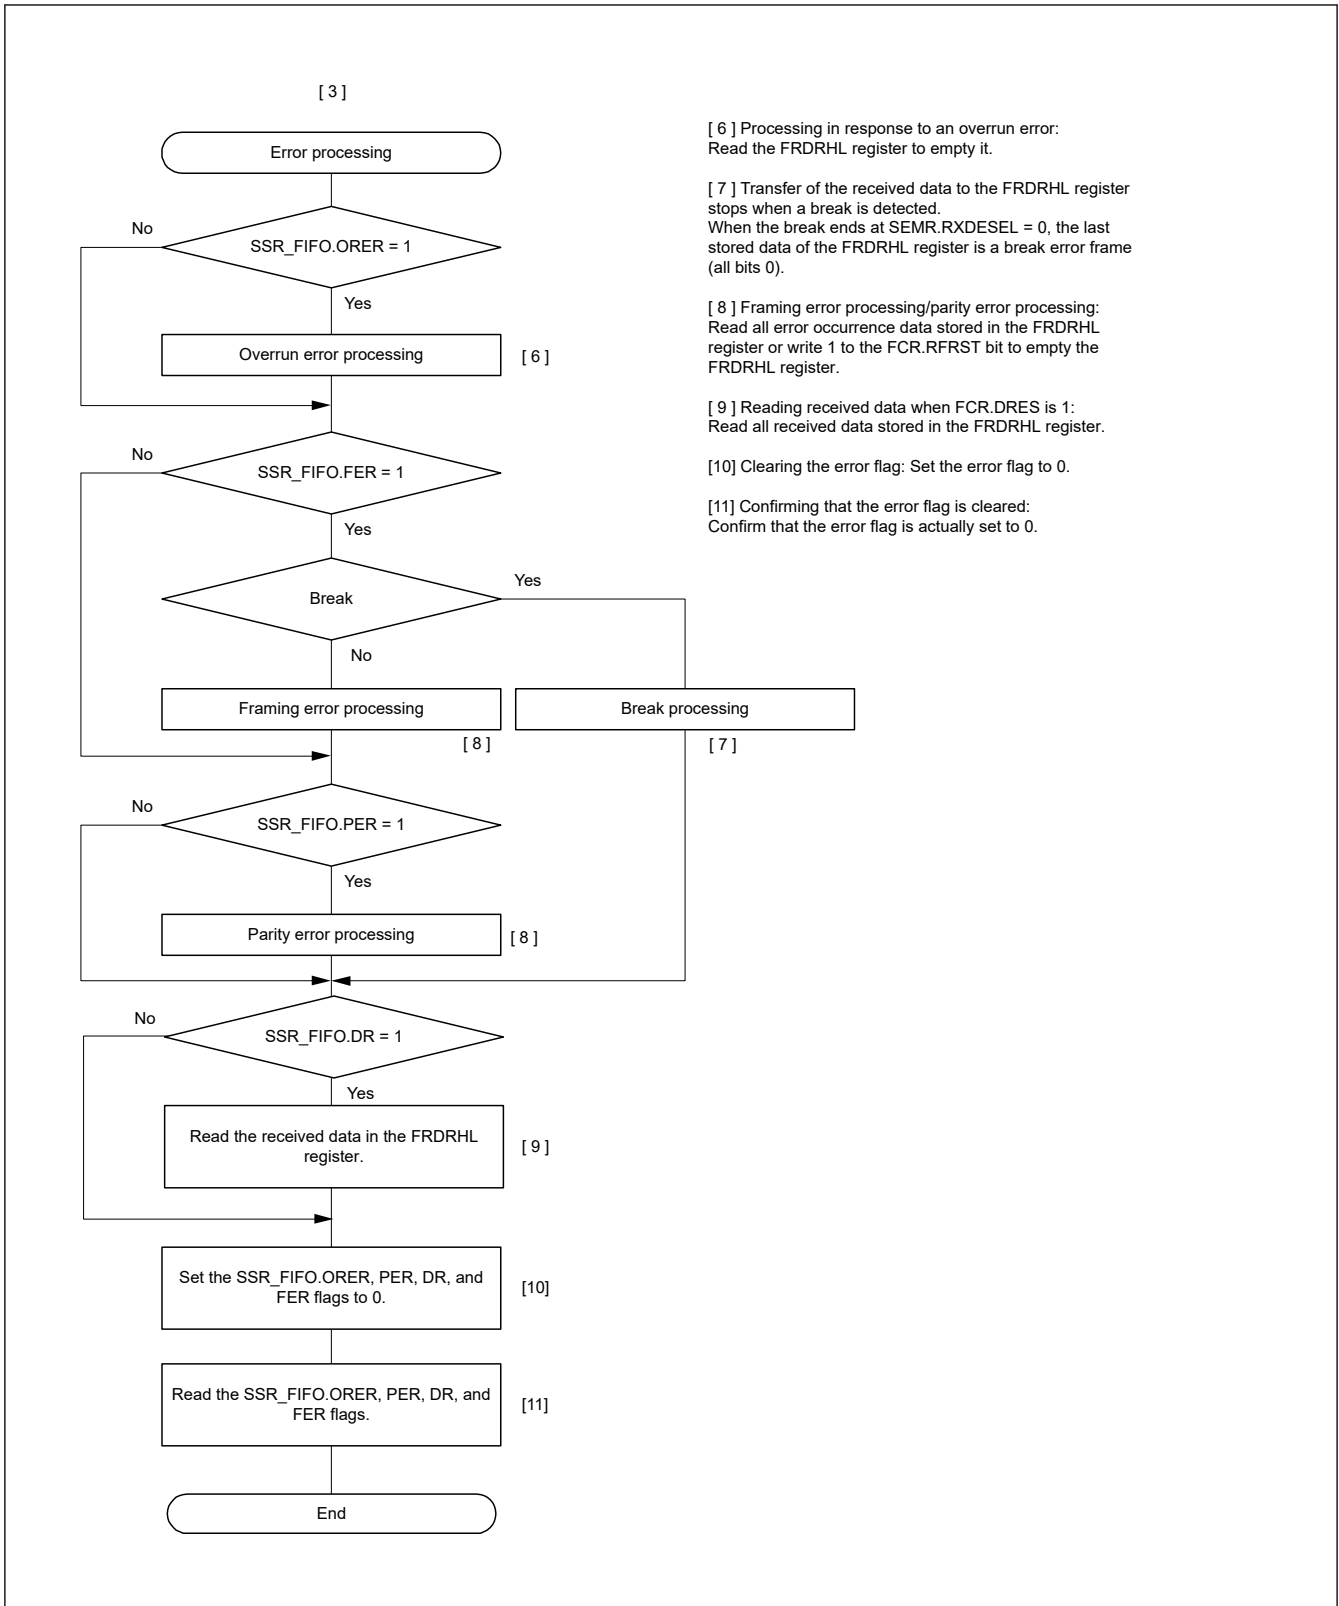 [ 3 ]
Error processing
No
SSR_FIFO.ORER = 1
Yes
Overrun error processing
[ 6 ]
No
SSR_FIFO.FER = 1
Yes
Break
Yes
No
Framing error processing
[ 8 ]
Break processing
[ 7 ]
No
SSR_FIFO.PER = 1
Yes
Parity error processing
[ 8 ]
No
SSR_FIFO.DR = 1
Yes
Read the received data in the FRDRHL
register.
[ 9 ]
Set the SSR_FIFO.ORER, PER, DR, and
FER flags to 0.
[10]
Read the SSR_FIFO.ORER, PER, DR, and
FER flags.
[11]
End
[ 6 ] Processing in response to an overrun error:
Read the FRDRHL register to empty it.
[ 7 ] Transfer of the received data to the FRDRHL register
stops when a break is detected.
When the break ends at SEMR.RXDESEL = 0, the last
stored data of the FRDRHL register is a break error frame
(all bits 0).
[ 8 ] Framing error processing/parity error processing:
Read all error occurrence data stored in the FRDRHL
register or write 1 to the FCR.RFRST bit to empty the
FRDRHL register.
[ 9 ] Reading received data when FCR.DRES is 1:
Read all received data stored in the FRDRHL register.
[10] Clearing the error flag: Set the error flag to 0.
[11] Confirming that the error flag is cleared:
Confirm that the error flag is actually set to 0.